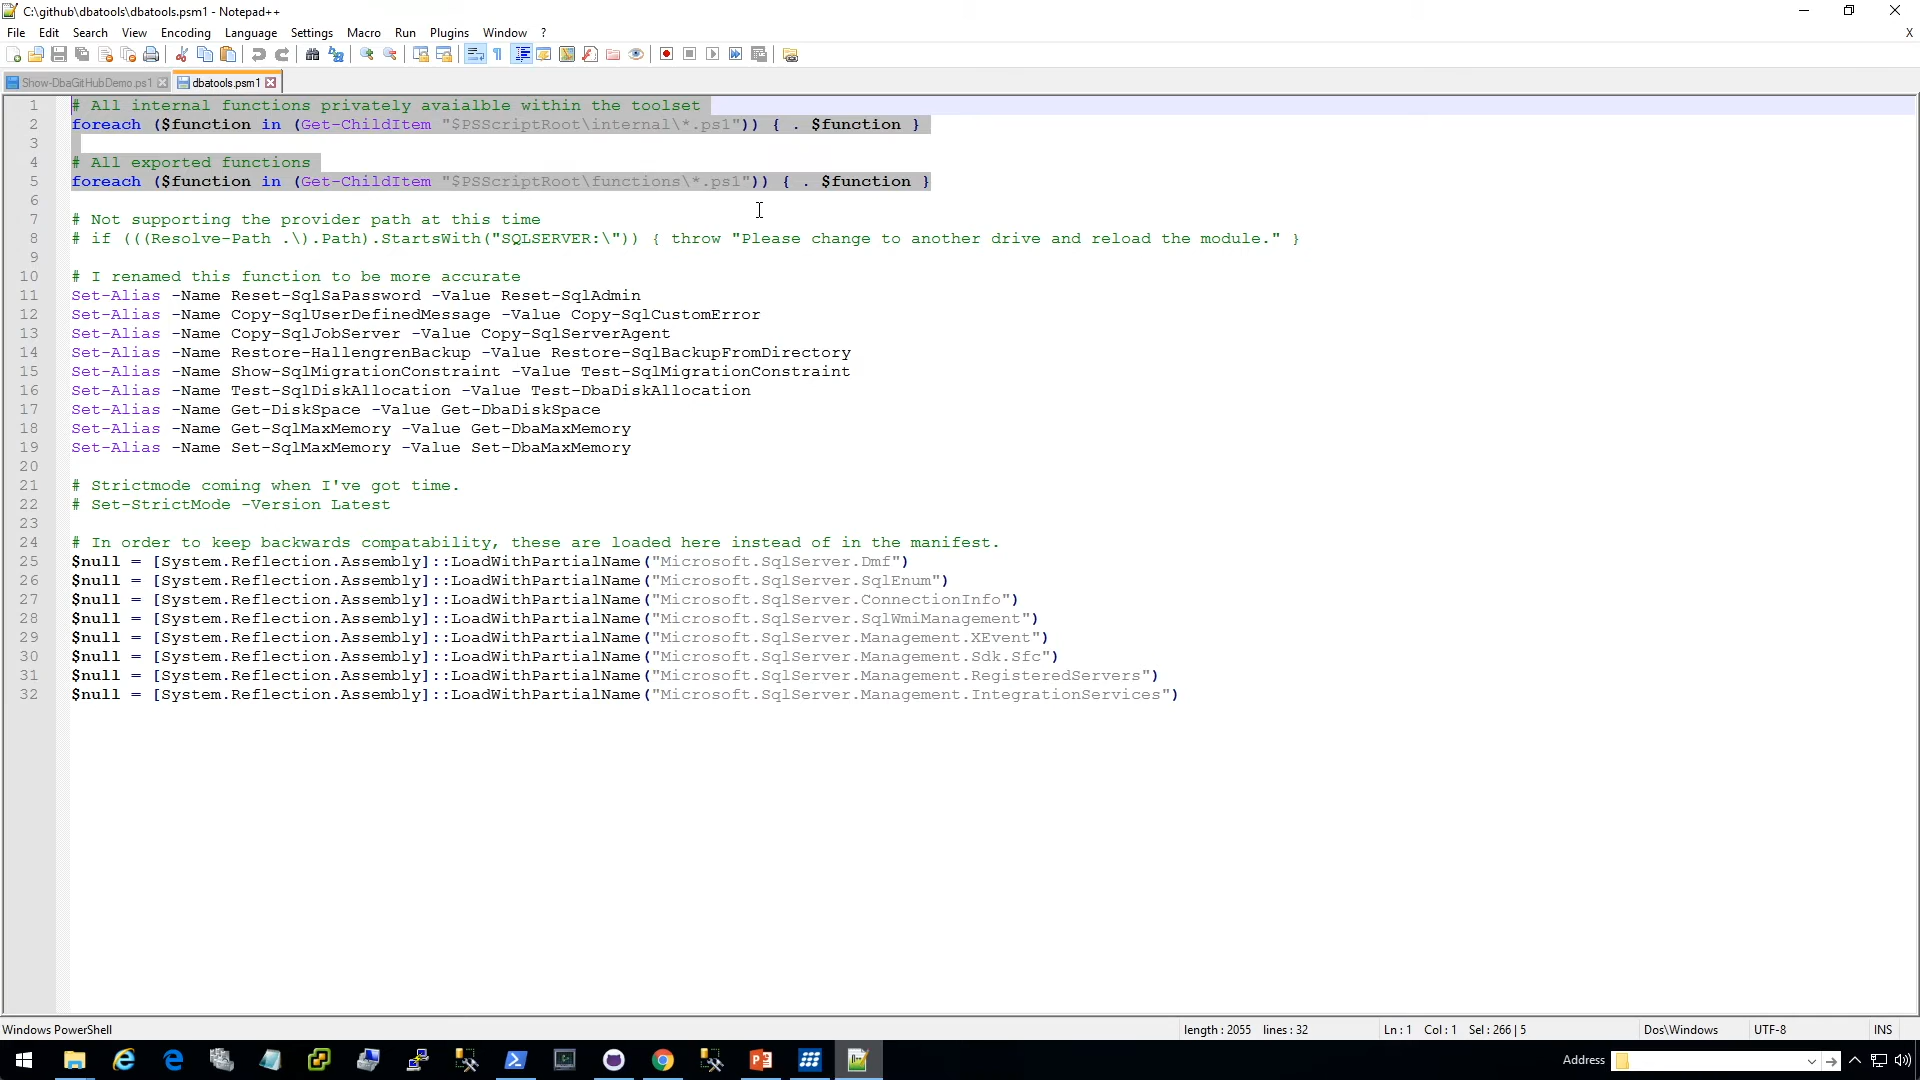 C:\github\dbatools\dbatools.psm1 - Notepad++
File Edit Search View Encoding Language Settings Macro Run Plugins Window ? X
Show-DbaGitHubDemo.ps1 dbatools.psm1
1 # All internal functions privately avaialble within the toolset
2 foreach ($function in (Get-ChildItem "$PSScriptRoot\internal\*.ps1")) { . $function }
3
4 # All exported functions
5 foreach ($function in (Get-ChildItem "$PSScriptRoot\functions\*.ps1")) { . $function }
6
7 # Not supporting the provider path at this time
8 # if (((Resolve-Path .\).Path).StartsWith("SQLSERVER:\")) { throw "Please change to another drive and reload the module." }
9
10 # I renamed this function to be more accurate
11 Set-Alias -Name Reset-SqlSaPassword -Value Reset-SqlAdmin
12 Set-Alias -Name Copy-SqlUserDefinedMessage -Value Copy-SqlCustomError
13 Set-Alias -Name Copy-SqlJobServer -Value Copy-SqlServerAgent
14 Set-Alias -Name Restore-HallengrenBackup -Value Restore-SqlBackupFromDirectory
15 Set-Alias -Name Show-SqlMigrationConstraint -Value Test-SqlMigrationConstraint
16 Set-Alias -Name Test-SqlDiskAllocation -Value Test-DbaDiskAllocation
17 Set-Alias -Name Get-DiskSpace -Value Get-DbaDiskSpace
18 Set-Alias -Name Get-SqlMaxMemory -Value Get-DbaMaxMemory
19 Set-Alias -Name Set-SqlMaxMemory -Value Set-DbaMaxMemory
20
21 # Strictmode coming when I've got time.
22 # Set-StrictMode -Version Latest
23
24 # In order to keep backwards compatability, these are loaded here instead of in the manifest.
25 $null = [System.Reflection.Assembly]::LoadWithPartialName("Microsoft.SqlServer.Dmf")
26 $null = [System.Reflection.Assembly]::LoadWithPartialName("Microsoft.SqlServer.SqlEnum")
27 $null = [System.Reflection.Assembly]::LoadWithPartialName("Microsoft.SqlServer.ConnectionInfo")
28 $null = [System.Reflection.Assembly]::LoadWithPartialName("Microsoft.SqlServer.SqlWmiManagement")
29 $null = [System.Reflection.Assembly]::LoadWithPartialName("Microsoft.SqlServer.Management.XEvent")
30 $null = [System.Reflection.Assembly]::LoadWithPartialName("Microsoft.SqlServer.Management.Sdk.Sfc")
31 $null = [System.Reflection.Assembly]::LoadWithPartialName("Microsoft.SqlServer.Management.RegisteredServers")
32 $null = [System.Reflection.Assembly]::LoadWithPartialName("Microsoft.SqlServer.Management.IntegrationServices")
Windows PowerShell length : 2055 lines : 32 Ln : 1 Col : 1 Sel : 266 | 5 Dos\Windows UTF-8 INS
Address